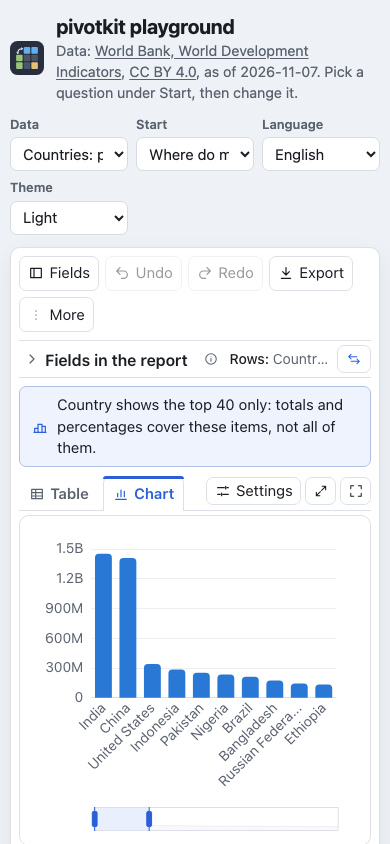 pivotkit playground
Data: World Bank, World Development
Indicators, CC BY 4.0, as of 2026-11-07. Pick a
question under Start, then change it.
Data
Start
Language
Countries: p
Where do m
English
Theme
Light
Fields
Undo
Redo
Export
More
Fields in the report
Rows: Countr...
Country shows the top 40 only: totals and
percentages cover these items, not all of
them.
Table
Chart
Settings
1.5B
1.2B
900M
600M
300M
0
India
China
United States
Indonesia
Pakistan
Nigeria
Brazil
Bangladesh
Russian Federa...
Ethiopia